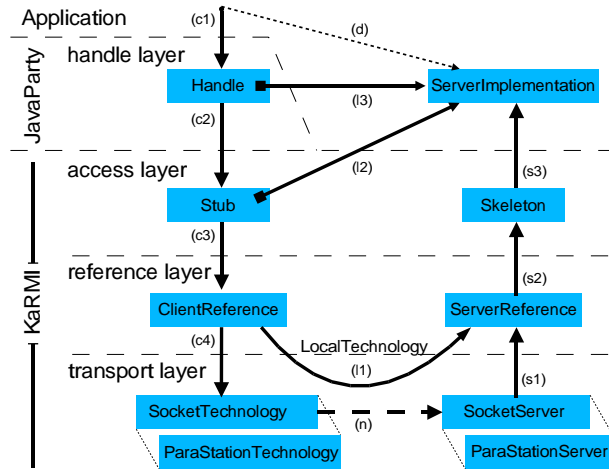 Application
(c1)
(d)
handle layer
Handle
ServerImplementation
(l3)
JavaParty
(c2)
access layer
(l2)
(s3)
Stub
Skeleton
(c3)
reference layer
(s2)
KaRMI
ClientReference
ServerReference
(c4)
LocalTechnology
transport layer
(l1)
(s1)
SocketTechnology
SocketServer
(n)
ParaStationTechnology
ParaStationServer